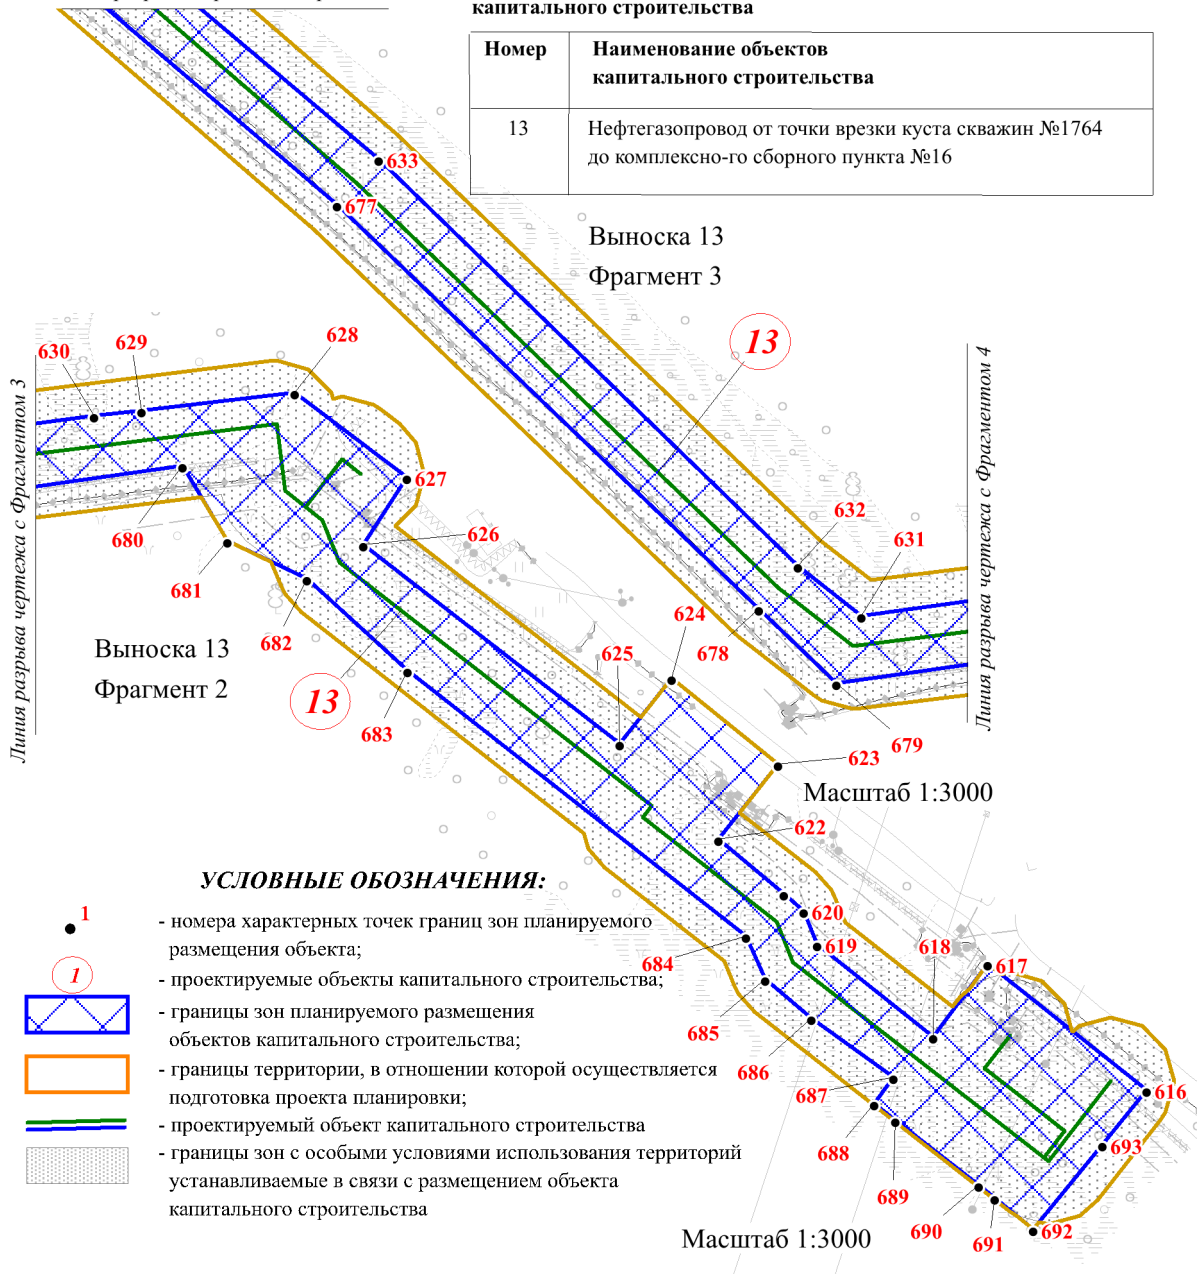 капитального строительства
Номер
Наименование объектов
капитального строительства
13
Нефтегазопровод от точки врезки куста скважин №1764
до комплексно-го сборного пункта №16
633
677
Выноска 13
Фрагмент 3
13
628
629
630
627
632
631
626
680
681
682
624
678
625
Выноска 13
Фрагмент 2
13
683
679
623
Линия разрыва чертежа с Фрагментом 3
Линия разрыва чертежа с Фрагментом 4
Масштаб 1:3000
622
УСЛОВНЫЕ ОБОЗНАЧЕНИЯ:
1
- номера характерных точек границ зон планируемого
размещения объекта;
1
- проектируемые объекты капитального строительства;
- границы зон планируемого размещения
объектов капитального строительства;
- границы территории, в отношении которой осуществляется
подготовка проекта планировки;
- проектируемый объект капитального строительства
- границы зон с особыми условиями использования территорий
устанавливаемые в связи с размещением объекта
капитального строительства
620
619
618
617
684
685
686
687
616
688
693
689
690
691
692
Масштаб 1:3000